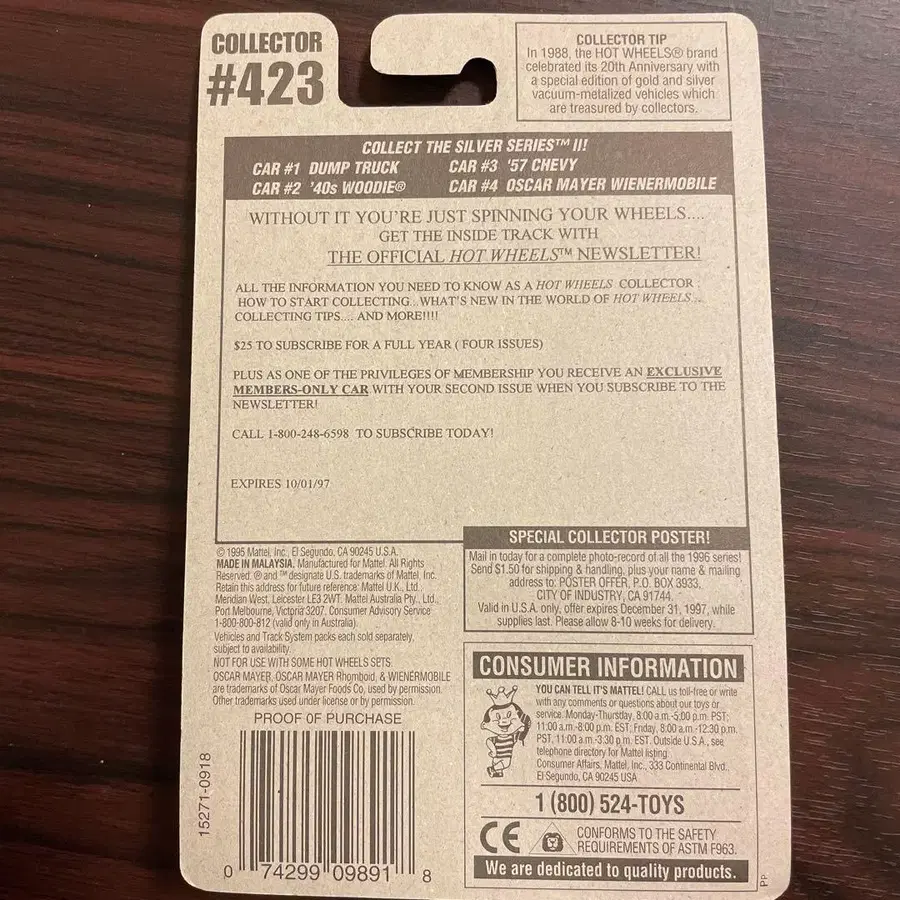 COLLECTOR
#423
COLLECTOR TIP
In 1988, the HOT WHEELS® brand
celebrated its 20th Anniversary with
a special edition of gold and silver
vacuum-metalized vehicles which
are treasured by collectors.
COLLECT THE SILVER SERIES™ II!
CAR #1 DUMP TRUCK CAR #3 '57 CHEVY
CAR #2 '40s WOODIE® CAR #4 OSCAR MAYER WIENERMOBILE
WITHOUT IT YOU'RE JUST SPINNING YOUR WHEELS....
GET THE INSIDE TRACK WITH
THE OFFICIAL HOT WHEELS™ NEWSLETTER!
ALL THE INFORMATION YOU NEED TO KNOW AS A HOT WHEELS COLLECTOR :
HOW TO START COLLECTING...WHAT'S NEW IN THE WORLD OF HOT WHEELS...
COLLECTING TIPS.... AND MORE!!!!
$25 TO SUBSCRIBE FOR A FULL YEAR ( FOUR ISSUES)
PLUS AS ONE OF THE PRIVILEGES OF MEMBERSHIP YOU RECEIVE AN EXCLUSIVE
MEMBERS-ONLY CAR WITH YOUR SECOND ISSUE WHEN YOU SUBSCRIBE TO THE
NEWSLETTER!
CALL 1-800-248-6598 TO SUBSCRIBE TODAY!
EXPIRES 10/01/97
© 1995 Mattel, Inc., El Segundo, CA 90245 U.S.A.
MADE IN MALAYSIA. Manufactured for Mattel. All Rights
Reserved. ® and ™ designate U.S. trademarks of Mattel, Inc.
Retain this address for future reference: Mattel U.K., Ltd.,
Meridian West, Leicester LE3 2WT. Mattel Australia Pty., Ltd.,
Port Melbourne, Victoria 3207. Consumer Advisory Service
1-800-800-812 (valid only in Australia).
Vehicles and Track System packs each sold separately,
subject to availability.
NOT FOR USE WITH SOME HOT WHEELS SETS.
OSCAR MAYER, OSCAR MAYER Rhomboid, & WIENERMOBILE
are trademarks of Oscar Mayer Foods Co, used by permission.
Other trademarks used under license or by permission.
PROOF OF PURCHASE
15271-0918
0 74299 09891 8
SPECIAL COLLECTOR POSTER!
Mail in today for a complete photo-record of all the 1996 series!
Send $1.50 for shipping & handling, plus your name & mailing
address to: POSTER OFFER, P.O. BOX 3933,
CITY OF INDUSTRY, CA 91744.
Valid in U.S.A. only, offer expires December 31, 1997, while
supplies last. Please allow 8-10 weeks for delivery.
CONSUMER INFORMATION
YOU CAN TELL IT'S MATTEL! CALL us toll-free or write
with any comments or questions about our toys or
service. Monday-Thursday, 8:00 a.m.-5:00 p.m. PST;
11:00 a.m.-8:00 p.m. EST; Friday, 8:00 a.m.-12:30 p.m.
PST, 11:00 a.m.-3:30 p.m. EST. Outside U.S.A., see
telephone directory for Mattel listing.
Consumer Affairs, Mattel, Inc., 333 Continental Blvd.,
El Segundo, CA 90245 USA
1 (800) 524-TOYS
CE
CONFORMS TO THE SAFETY
REQUIREMENTS OF ASTM F963.
We are dedicated to quality products.
Pp.